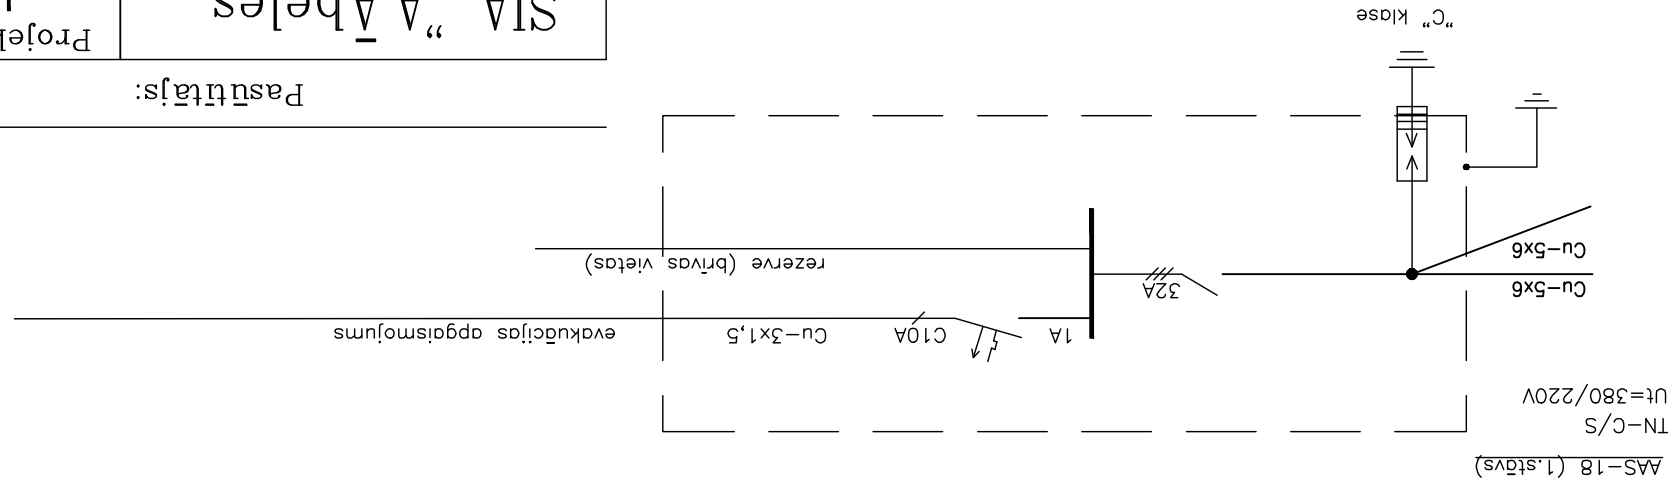 AAS-18 (1.stāvs)
TN-C/S
Ut=380/220V
1A
C10A
Cu-3x1,5
evakuācijas apgaismojums
Cu-5x6
32A
rezerve (brīvas vietas)
Cu-5x6
"C" klase
Pasūtītājs:
SIA "A Ābeles
Projek